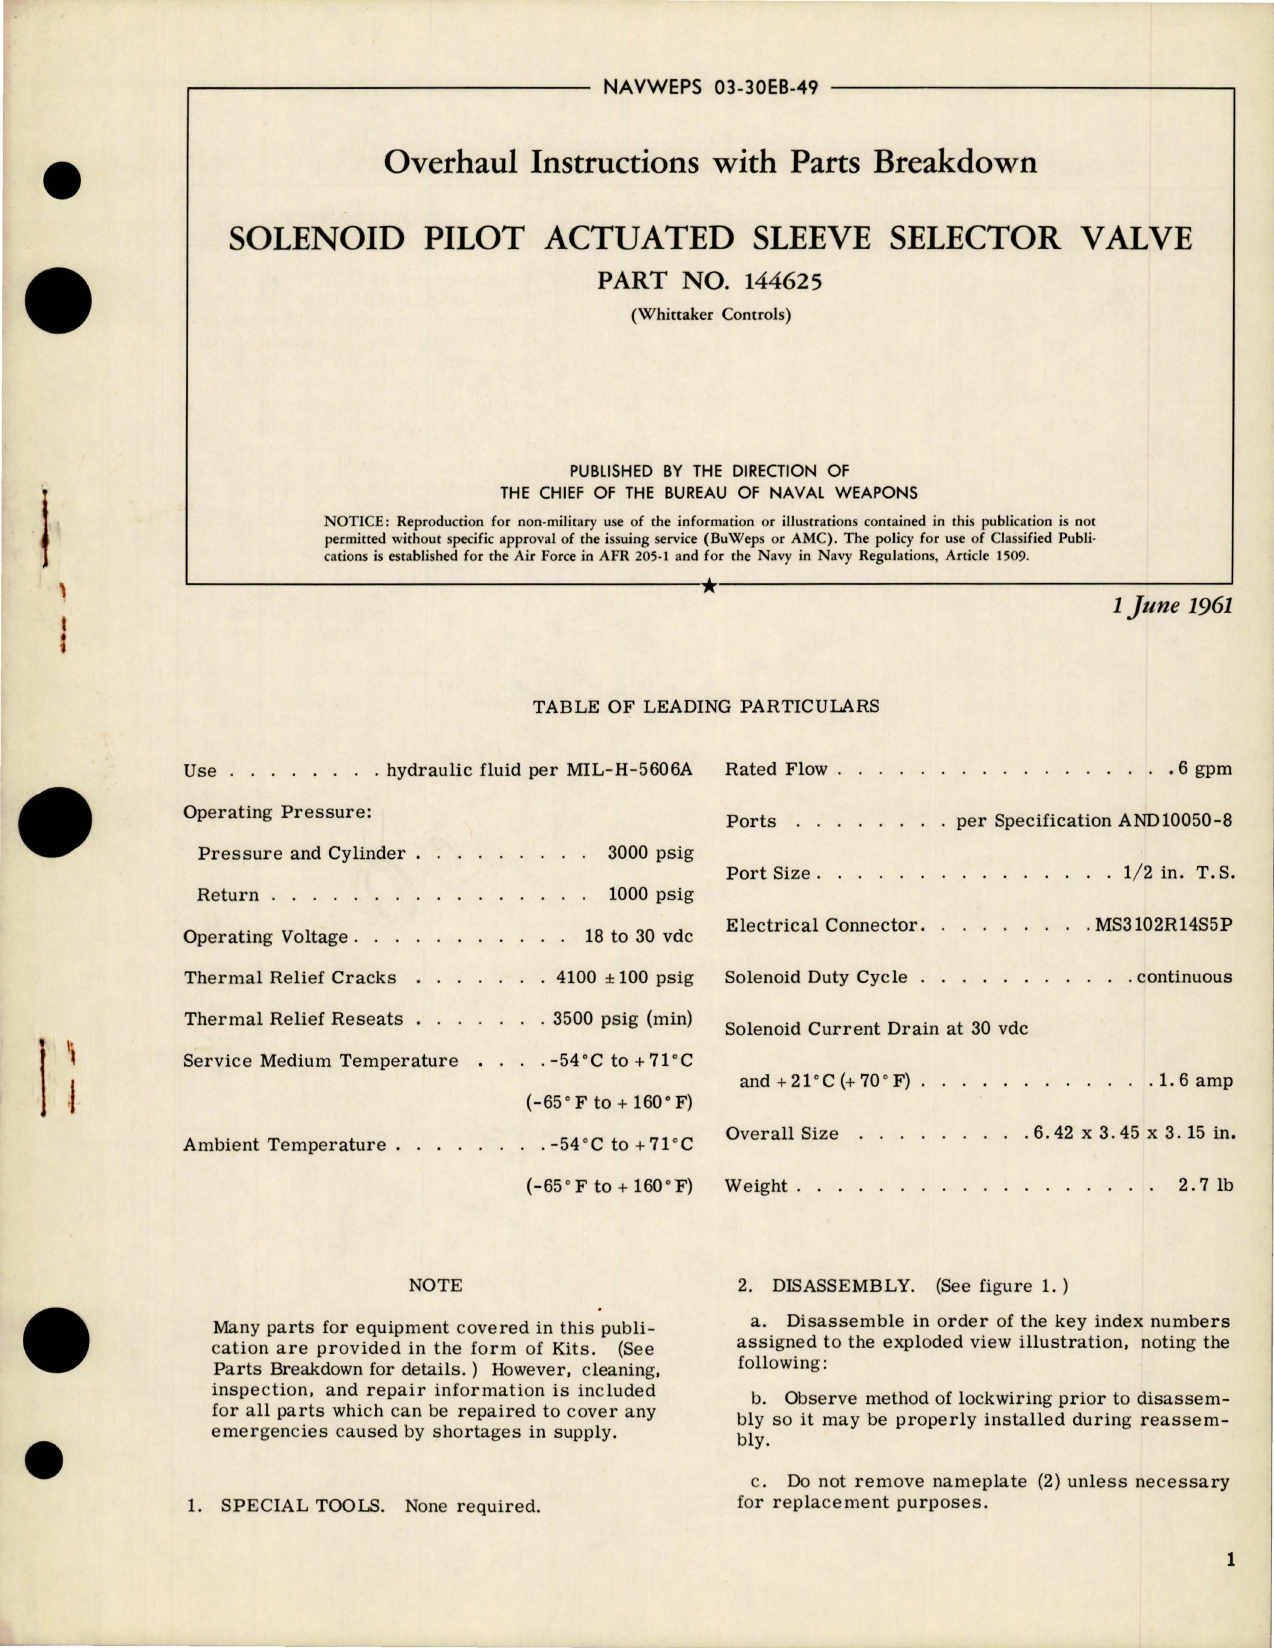 NAVWEPS 03-30EB-49
Overhaul Instructions with Parts Breakdown
SOLENOID PILOT ACTUATED SLEEVE SELECTOR VALVE
PART NO. 144625
(Whittaker Controls)
PUBLISHED BY THE DIRECTION OF
THE CHIEF OF THE BUREAU OF NAVAL WEAPONS
NOTICE: Reproduction for non-military use of the information or illustrations contained in this publication is not
permitted without specific approval of the issuing service (BuWeps or AMC). The policy for use of Classified Publi-
cations is established for the Air Force in AFR 205-1 and for the Navy in Navy Regulations, Article 1509.
1 June 1961
TABLE OF LEADING PARTICULARS
Use . . . . . . . . hydraulic fluid per MIL-H-5606A
Operating Pressure:
Pressure and Cylinder . . . . . . . . . 3000 psig
Return . . . . . . . . . . . . . . . . 1000 psig
Operating Voltage . . . . . . . . . . . 18 to 30 vdc
Thermal Relief Cracks . . . . . . . 4100 ±100 psig
Thermal Relief Reseats . . . . . . . 3500 psig (min)
Service Medium Temperature . . . . -54°C to +71°C
(-65°F to +160°F)
Ambient Temperature . . . . . . . . -54°C to +71°C
(-65°F to +160°F)
Rated Flow . . . . . . . . . . . . . . . . . 6 gpm
Ports . . . . . . . . per Specification AND10050-8
Port Size . . . . . . . . . . . . . . . 1/2 in. T.S.
Electrical Connector . . . . . . . . . MS3102R14S5P
Solenoid Duty Cycle . . . . . . . . . . . continuous
Solenoid Current Drain at 30 vdc
and +21°C (+70°F) . . . . . . . . . . . . 1.6 amp
Overall Size . . . . . . . . . 6.42 x 3.45 x 3.15 in.
Weight . . . . . . . . . . . . . . . . . . 2.7 lb
NOTE
Many parts for equipment covered in this publi-
cation are provided in the form of Kits. (See
Parts Breakdown for details.) However, cleaning,
inspection, and repair information is included
for all parts which can be repaired to cover any
emergencies caused by shortages in supply.
1. SPECIAL TOOLS. None required.
2. DISASSEMBLY. (See figure 1.)
a. Disassemble in order of the key index numbers
assigned to the exploded view illustration, noting the
following:
b. Observe method of lockwiring prior to disassem-
bly so it may be properly installed during reassem-
bly.
c. Do not remove nameplate (2) unless necessary
for replacement purposes.
1